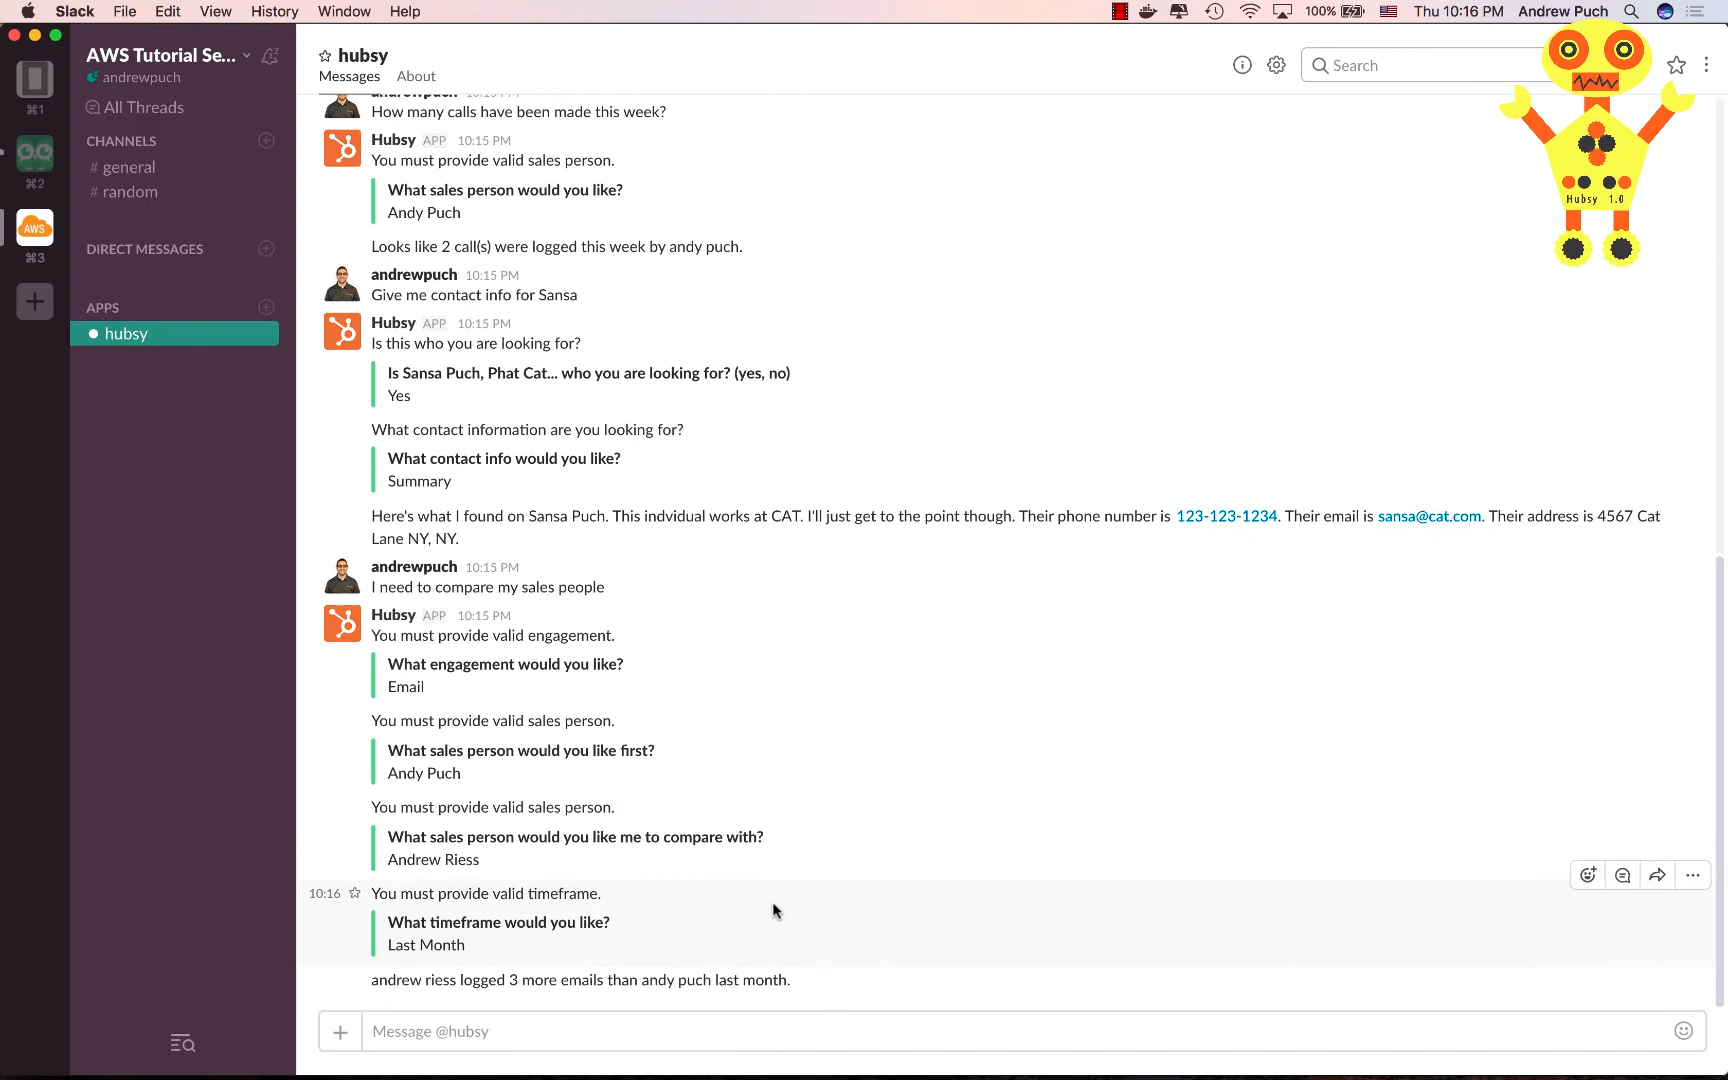 Slack File Edit View History Window Help 100% Thu 10:16 PM Andrew Puch
AWS Tutorial Se...
andrewpuch
All Threads
CHANNELS
# general
# random
DIRECT MESSAGES
APPS
hubsy
⌘1
⌘2
AWS
⌘3
hubsy
Messages About
Search
Hubsy 1.0
andrewpuch 10:15 PM
How many calls have been made this week?
Hubsy APP 10:15 PM
You must provide valid sales person.
What sales person would you like?
Andy Puch
Looks like 2 call(s) were logged this week by andy puch.
andrewpuch 10:15 PM
Give me contact info for Sansa
Hubsy APP 10:15 PM
Is this who you are looking for?
Is Sansa Puch, Phat Cat... who you are looking for? (yes, no)
Yes
What contact information are you looking for?
What contact info would you like?
Summary
Here's what I found on Sansa Puch. This indvidual works at CAT. I'll just get to the point though. Their phone number is 123-123-1234. Their email is sansa@cat.com. Their address is 4567 Cat
Lane NY, NY.
andrewpuch 10:15 PM
I need to compare my sales people
Hubsy APP 10:15 PM
You must provide valid engagement.
What engagement would you like?
Email
You must provide valid sales person.
What sales person would you like first?
Andy Puch
You must provide valid sales person.
What sales person would you like me to compare with?
Andrew Riess
10:16 You must provide valid timeframe.
What timeframe would you like?
Last Month
andrew riess logged 3 more emails than andy puch last month.
Message @hubsy